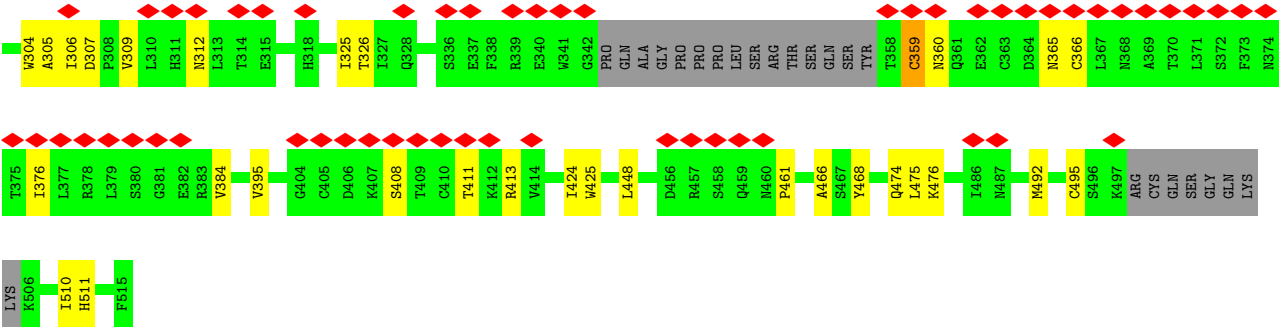 W304 A305 I306 D307 P308 V309 L310 H311 N312 L313 T314 E315 H318 I325 T326 I327 Q328 S336 E337 F338 R339 E340 W341 G342 PRO GLN ALA GLY PRO PRO PRO LEU SER ARG THR SER GLN SER TYR T358 C359 N360 Q361 E362 C363 D364 N365 C366 L367 N368 A369 T370 L371 S372 F373 N374
T375 I376 L377 R378 L379 S380 G381 E382 R383 V384 V395 G404 C405 D406 K407 S408 T409 C410 T411 K412 R413 V414 I424 W425 L448 D456 R457 S458 Q459 N460 P461 A466 S467 Y468 Q474 L475 K476 I486 N487 M492 C495 S496 K497 ARG CYS GLN SER GLY GLN LYS
LYS K506 I510 H511 F515